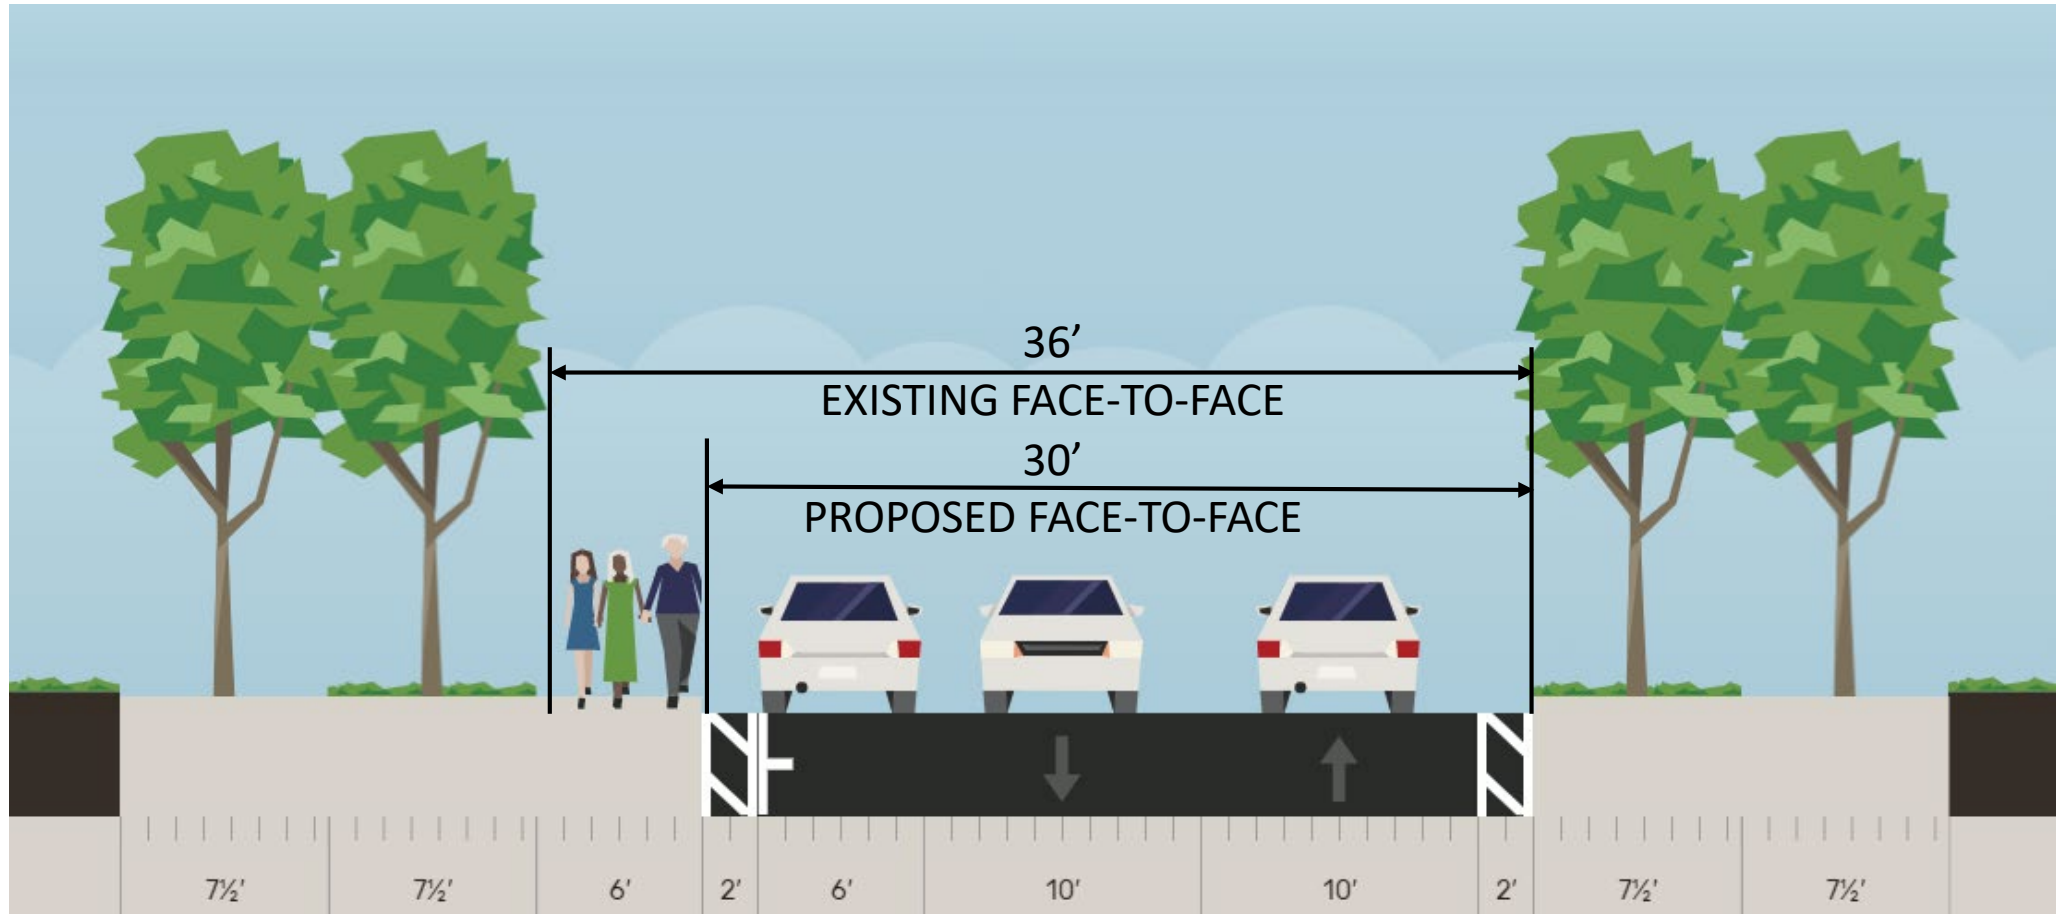 36’
EXISTING FACE-TO-FACE
30’
PROPOSED FACE-TO-FACE
7½' 7½' 6' 2' 6' 10' 10' 2' 7½' 7½'